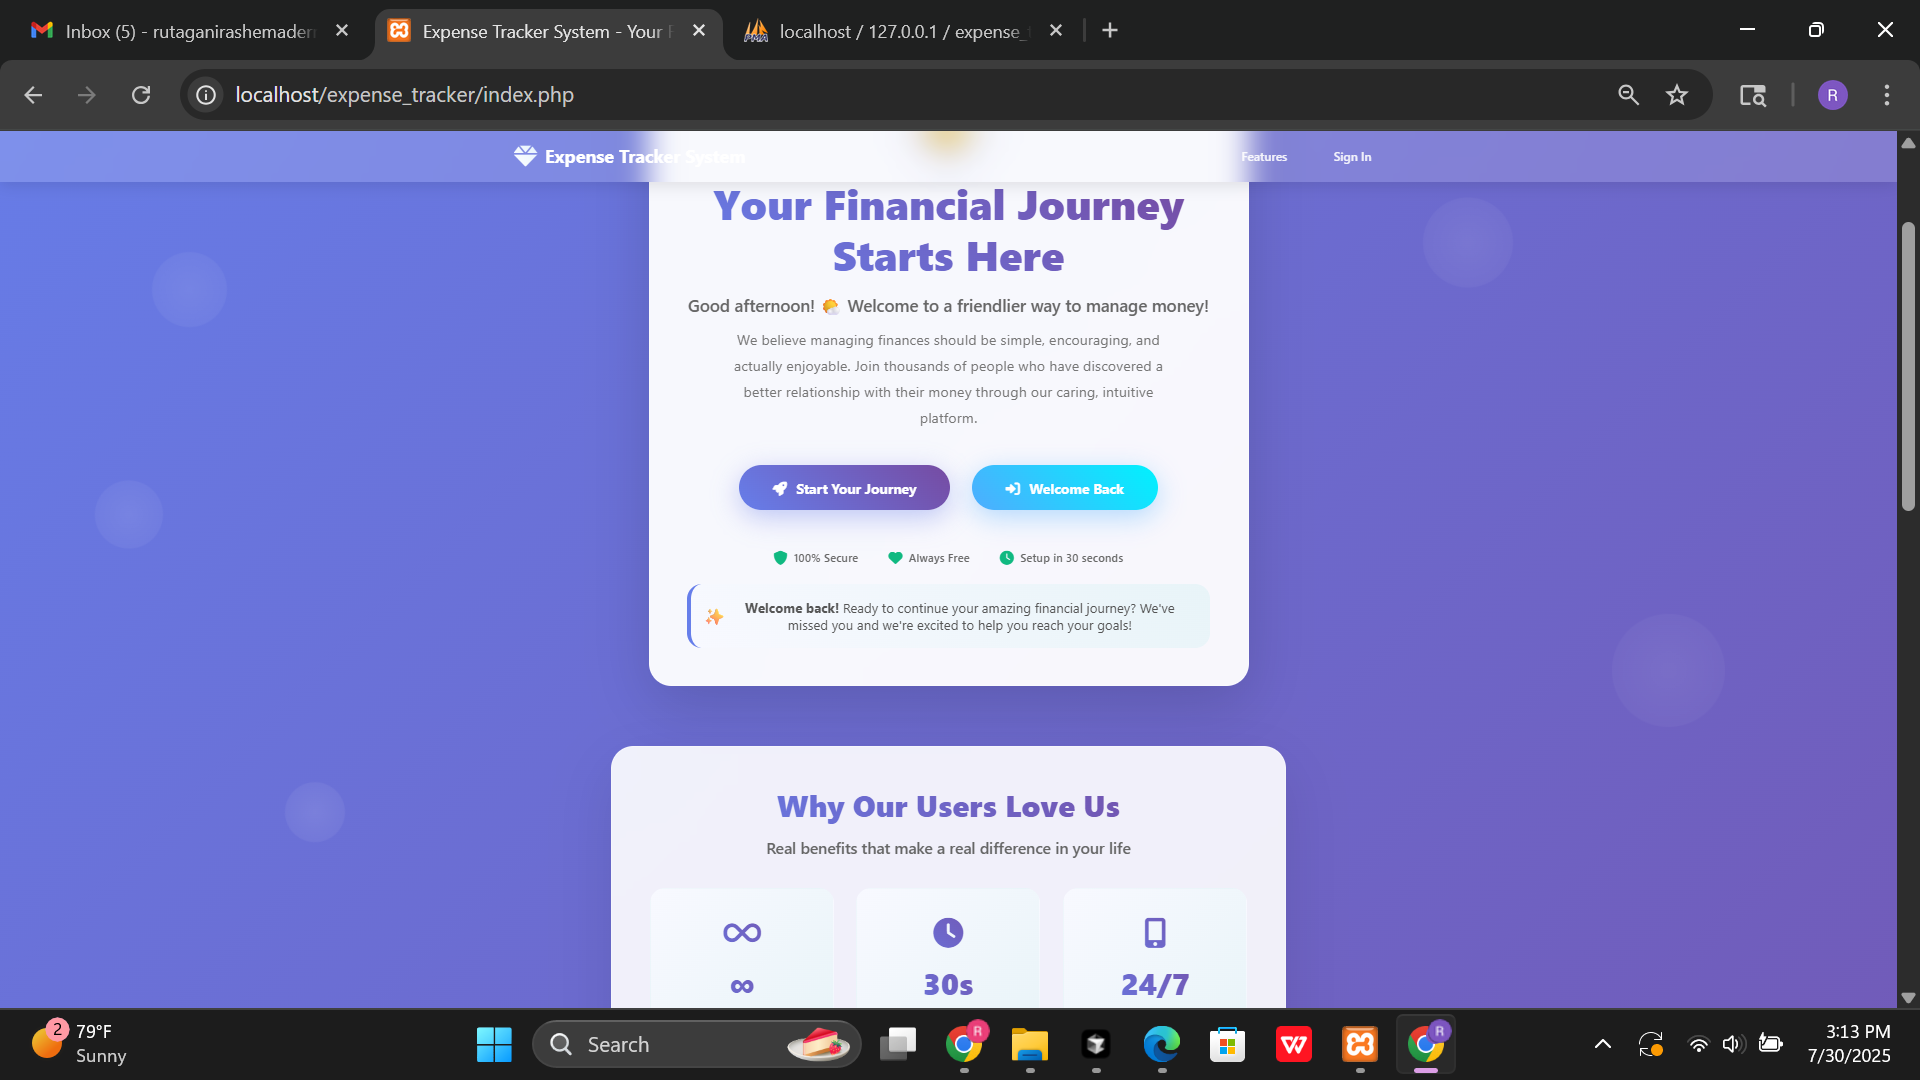 Inbox (5) - rutaganirashemader
Expense Tracker System - Your F
localhost / 127.0.0.1 / expense_t
localhost/expense_tracker/index.php
R
Expense Tracker System
Features
Sign In
Your Financial Journey
Starts Here
Good afternoon! 🌤️ Welcome to a friendlier way to manage money!
We believe managing finances should be simple, encouraging, and
actually enjoyable. Join thousands of people who have discovered a
better relationship with their money through our caring, intuitive
platform.
Start Your Journey
Welcome Back
100% Secure
Always Free
Setup in 30 seconds
✨ Welcome back! Ready to continue your amazing financial journey? We've
missed you and we're excited to help you reach your goals!
Why Our Users Love Us
Real benefits that make a real difference in your life
∞
30s
24/7
2
79°F
Sunny
Search
R
R
3:13 PM
7/30/2025